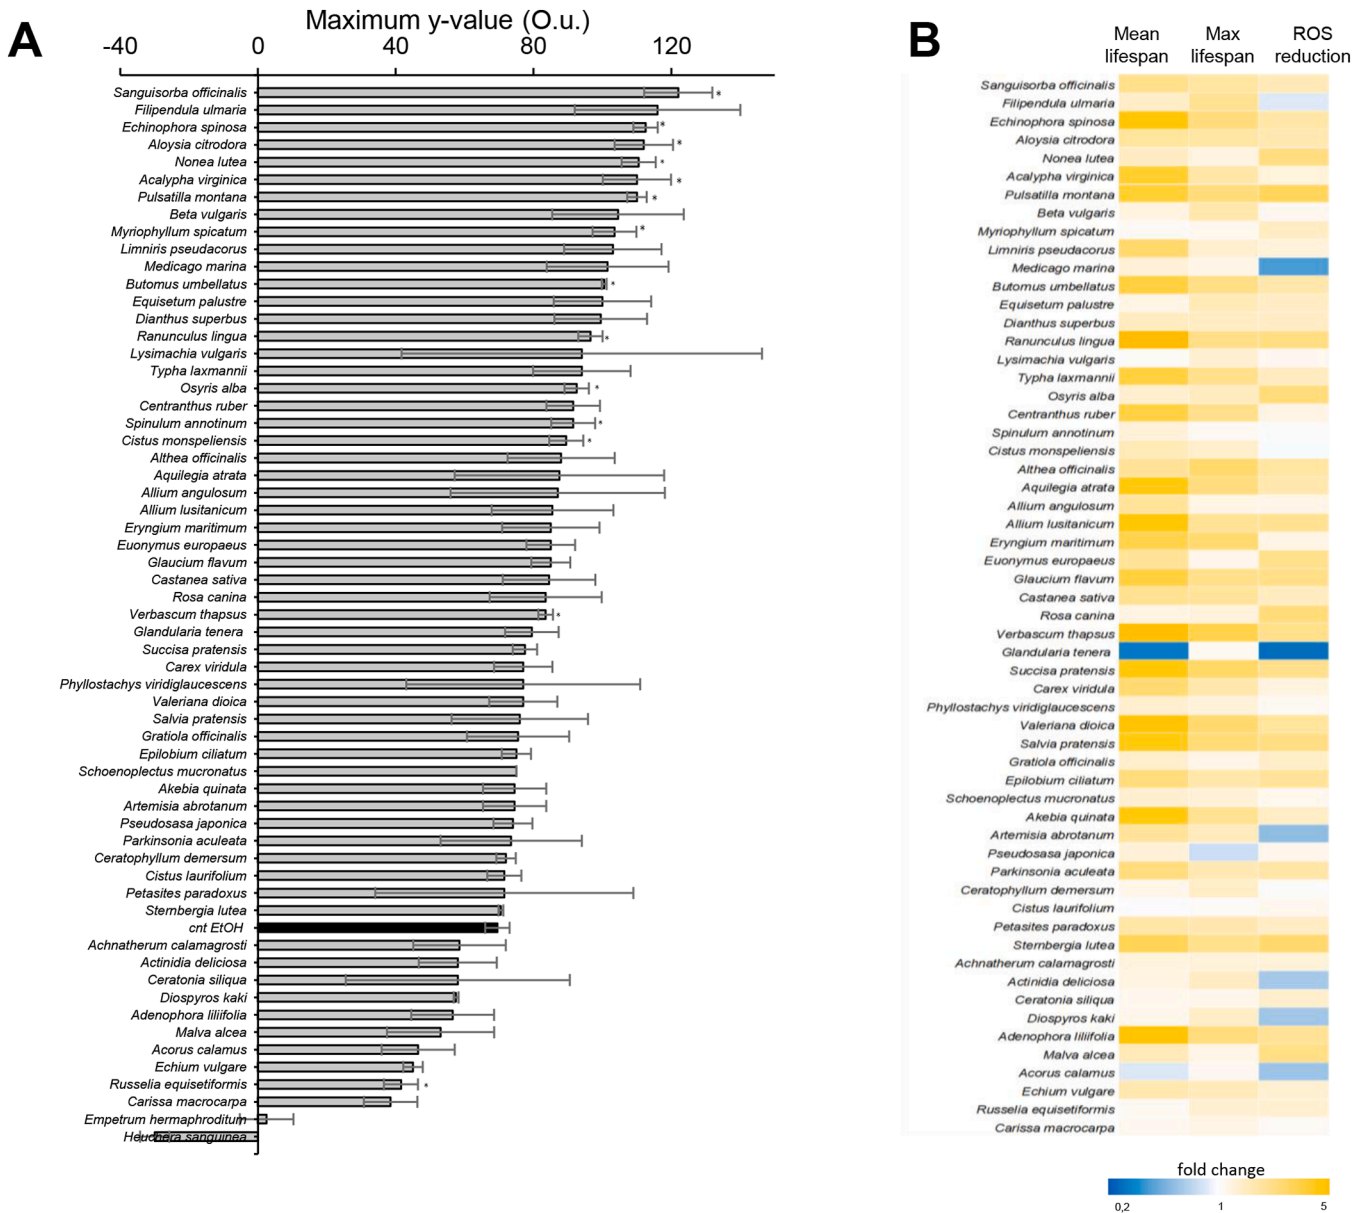 A
Maximum y-value (O.u.)
-40 0 40 80 120
Sanguisorba officinalis *
Filipendula ulmaria
Echinophora spinosa *
Aloysia citrodora *
Nonea lutea *
Acalypha virginica *
Pulsatilla montana *
Beta vulgaris
Myriophyllum spicatum *
Limniris pseudacorus
Medicago marina
Butomus umbellatus *
Equisetum palustre
Dianthus superbus
Ranunculus lingua *
Lysimachia vulgaris
Typha laxmannii
Osyris alba *
Centranthus ruber
Spinulum annotinum *
Cistus monspeliensis *
Althea officinalis
Aquilegia atrata
Allium angulosum
Allium lusitanicum
Eryngium maritimum
Euonymus europaeus
Glaucium flavum
Castanea sativa
Rosa canina
Verbascum thapsus *
Glandularia tenera
Succisa pratensis
Carex viridula
Phyllostachys viridiglaucescens
Valeriana dioica
Salvia pratensis
Gratiola officinalis
Epilobium ciliatum
Schoenoplectus mucronatus
Akebia quinata
Artemisia abrotanum
Pseudosasa japonica
Parkinsonia aculeata
Ceratophyllum demersum
Cistus laurifolium
Petasites paradoxus
Sternbergia lutea
cnt EtOH
Achnatherum calamagrosti
Actinidia deliciosa
Ceratonia siliqua
Diospyros kaki
Adenophora liliifolia
Malva alcea
Acorus calamus
Echium vulgare
Russelia equisetiformis *
Carissa macrocarpa
Empetrum hermaphroditum
Heuchera sanguinea
B
Mean lifespan
Max lifespan
ROS reduction
Sanguisorba officinalis
Filipendula ulmaria
Echinophora spinosa
Aloysia citrodora
Nonea lutea
Acalypha virginica
Pulsatilla montana
Beta vulgaris
Myriophyllum spicatum
Limniris pseudacorus
Medicago marina
Butomus umbellatus
Equisetum palustre
Dianthus superbus
Ranunculus lingua
Lysimachia vulgaris
Typha laxmannii
Osyris alba
Centranthus ruber
Spinulum annotinum
Cistus monspeliensis
Althea officinalis
Aquilegia atrata
Allium angulosum
Allium lusitanicum
Eryngium maritimum
Euonymus europaeus
Glaucium flavum
Castanea sativa
Rosa canina
Verbascum thapsus
Glandularia tenera
Succisa pratensis
Carex viridula
Phyllostachys viridiglaucescens
Valeriana dioica
Salvia pratensis
Gratiola officinalis
Epilobium ciliatum
Schoenoplectus mucronatus
Akebia quinata
Artemisia abrotanum
Pseudosasa japonica
Parkinsonia aculeata
Ceratophyllum demersum
Cistus laurifolium
Petasites paradoxus
Sternbergia lutea
Achnatherum calamagrosti
Actinidia deliciosa
Ceratonia siliqua
Diospyros kaki
Adenophora liliifolia
Malva alcea
Acorus calamus
Echium vulgare
Russelia equisetiformis
Carissa macrocarpa
fold change
0,2 1 5